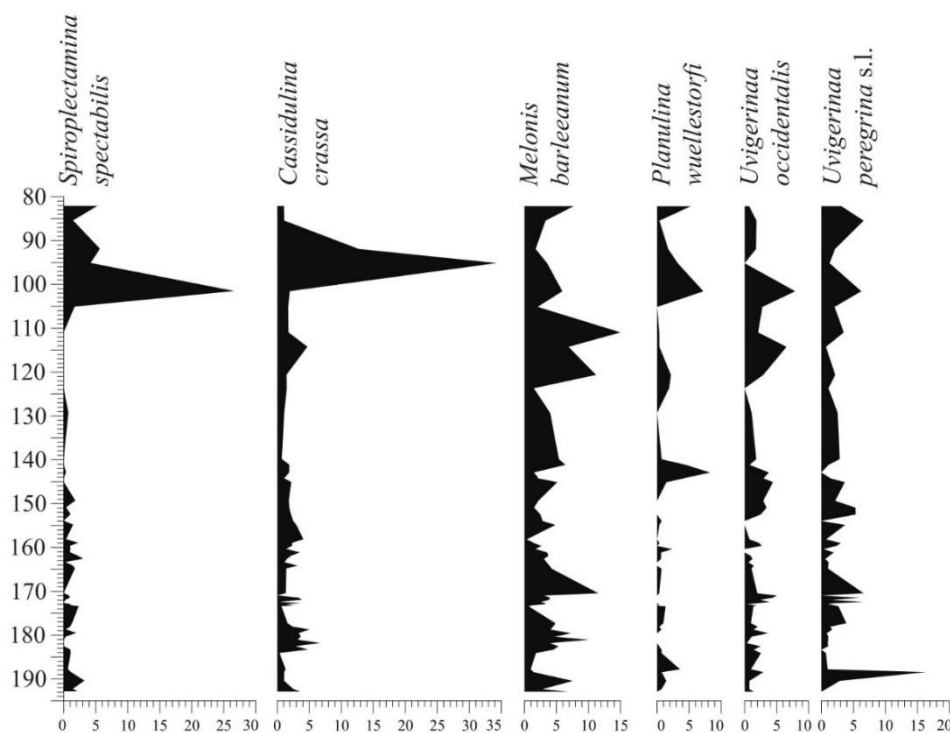 Spiroplectamina
spectabilis
Cassidulina
crassa
Melonis
barleeanum
Planulina
wuellestorfi
Uvigerinaa
occidentalis
Uvigerinaa
peregrina s.l.
80
90
100
110
120
130
140
150
160
170
180
190
0 5 10 15 20 25 30
0 5 10 15 20 25 30 35
0 5 10 15
0 10
0 5 10
0 5 10 15 20